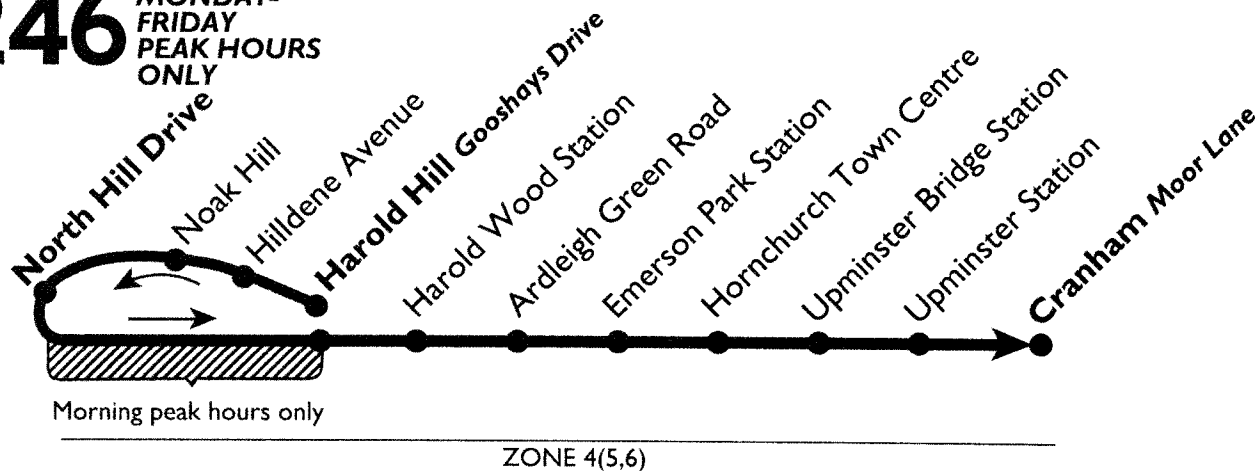 246
MONDAY-
FRIDAY
PEAK HOURS
ONLY
North Hill Drive
Noak Hill
Hilldene Avenue
Harold Hill Gooshays Drive
Harold Wood Station
Ardleigh Green Road
Emerson Park Station
Hornchurch Town Centre
Upminster Bridge Station
Upminster Station
Cranham Moor Lane
Morning peak hours only
ZONE 4(5,6)